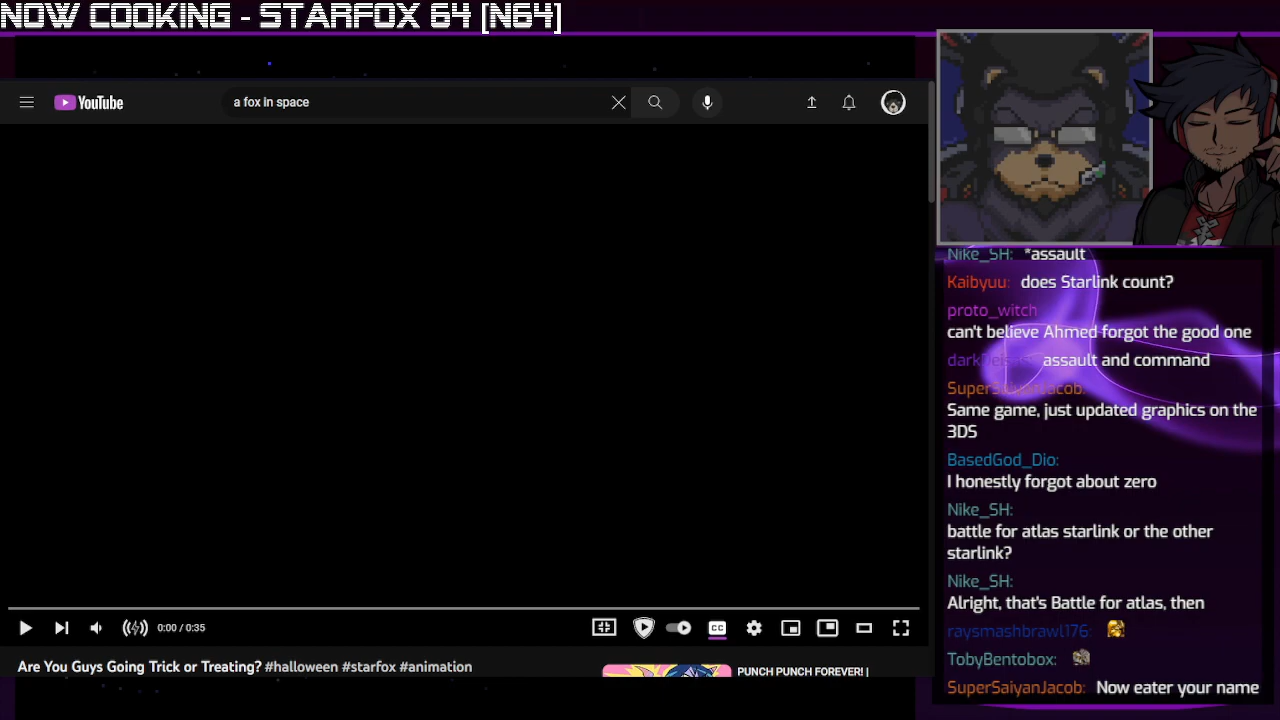 NOW COOKING - STARFOX 64 [N64]
YouTube
a fox in space
0:00 / 0:35
CC
Are You Guys Going Trick or Treating? #halloween #starfox #animation
PUNCH PUNCH FOREVER! |
Nike_SH: *assault
Kaibyuu: does Starlink count?
proto_witch
can't believe Ahmed forgot the good one
assault and command
Same game, just updated graphics on the
3DS
BasedGod_Dio:
I honestly forgot about zero
Nike_SH:
battle for atlas starlink or the other
starlink?
Nike_SH:
Alright, that's Battle for atlas, then
raysmashbrawl176:
TobyBentobox:
SuperSaiyanJacob: Now eater your name